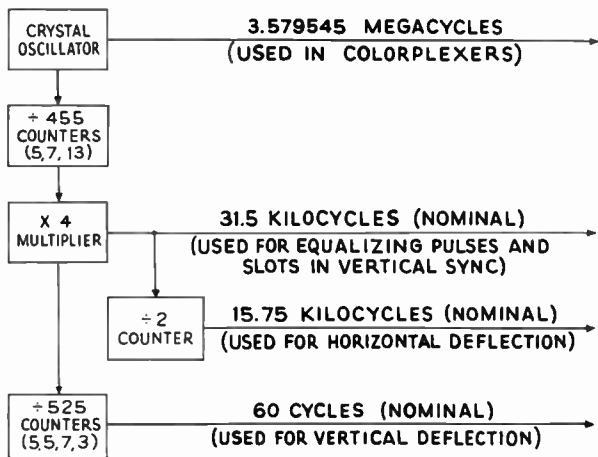 CRYSTAL
OSCILLATOR
3.579545 MEGACYCLES
(USED IN COLORPLEXERS)
÷ 455
COUNTERS
(5,7,13)
X 4
MULTIPLIER
31.5 KILOCYCLES (NOMINAL)
(USED FOR EQUALIZING PULSES AND
SLOTS IN VERTICAL SYNC)
÷2
COUNTER
15.75 KILOCYCLES (NOMINAL)
(USED FOR HORIZONTAL DEFLECTION)
÷525
COUNTERS
(5,5,7,3)
60 CYCLES (NOMINAL)
(USED FOR VERTICAL DEFLECTION)